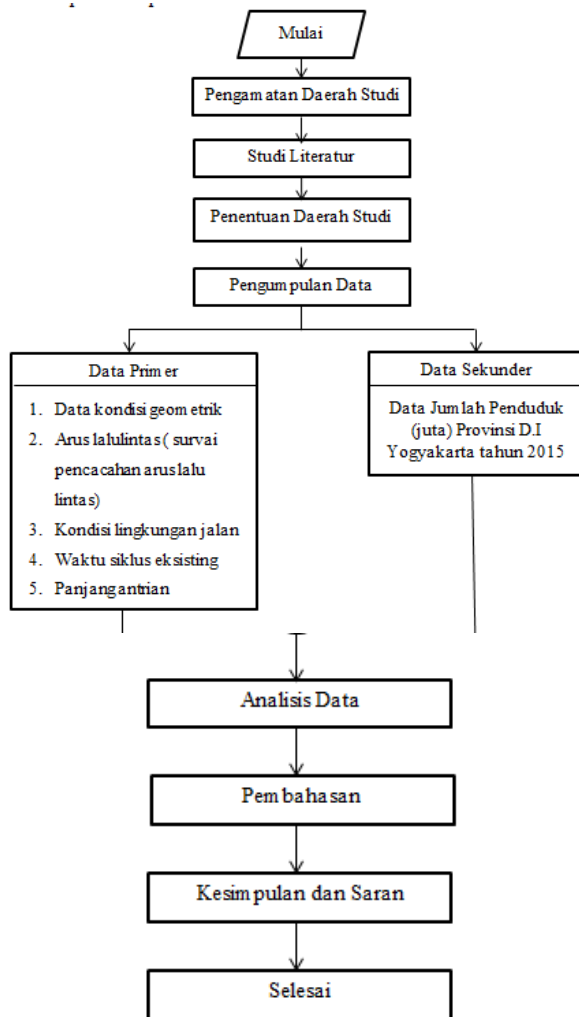 Mulai
Pengamatan Daerah Studi
Studi Literatur
Penentuan Daerah Studi
Pengumpulan Data
Data Primer
1. Data kondisi geometrik
2. Arus lalulintas ( survai
pencacahan arus lalu
lintas)
3. Kondisi lingkungan jalan
4. Waktu siklus eksisting
5. Panjangantrian
Data Sekunder
Data Jumlah Penduduk
(juta) Provinsi D.I
Yogyakarta tahun 2015
Analisis Data
Pembahasan
Kesimpulan dan Saran
Selesai